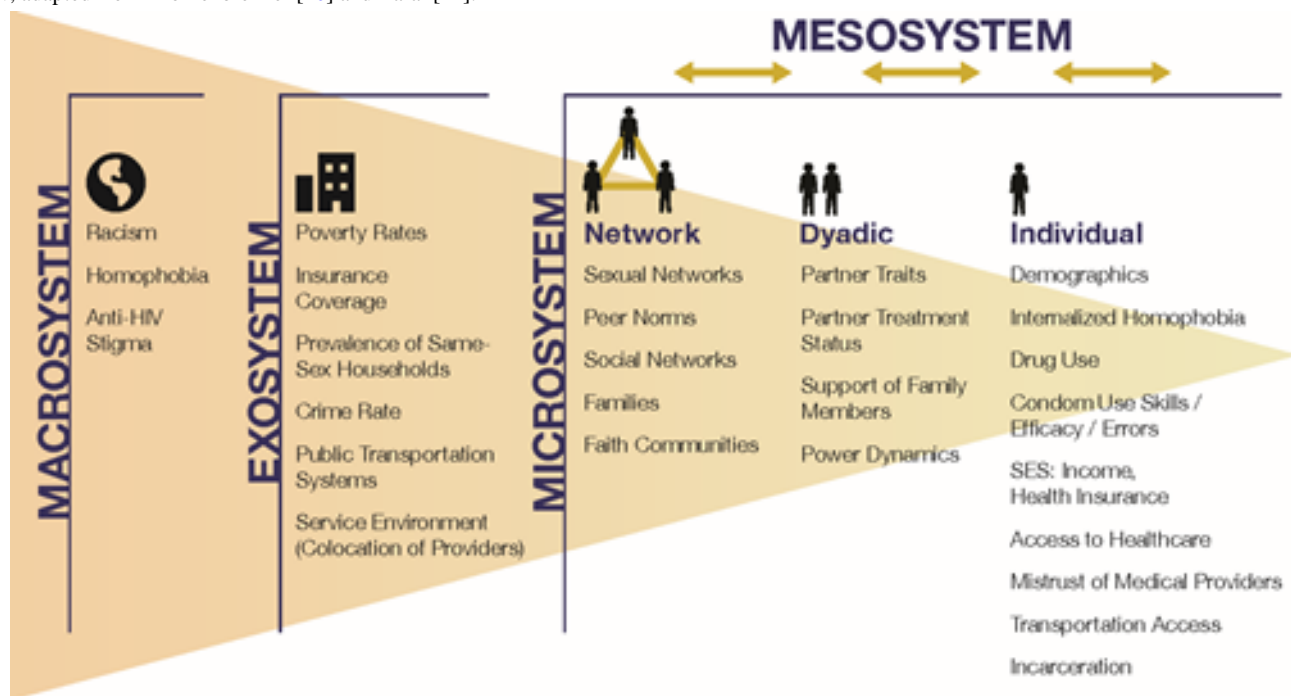 MESOSYSTEM
MACROSYSTEM
Racism
Homophobia
Anti-HIV
Stigma
EXOSYSTEM
Poverty Rates
Insurance
Coverage
Prevalence of Same-
Sex Households
Crime Rate
Public Transportation
Systems
Service Environment
(Colocation of Providers)
MICROSYSTEM
Network
Sexual Networks
Peer Norms
Social Networks
Families
Faith Communities
Dyadic
Partner Traits
Partner Treatment
Status
Support of Family
Members
Power Dynamics
Individual
Demographics
Internalized Homophobia
Drug Use
Condom Use Skills /
Efficacy / Errors
SES: Income,
Health Insurance
Access to Healthcare
Mistrust of Medical Providers
Transportation Access
Incarceration